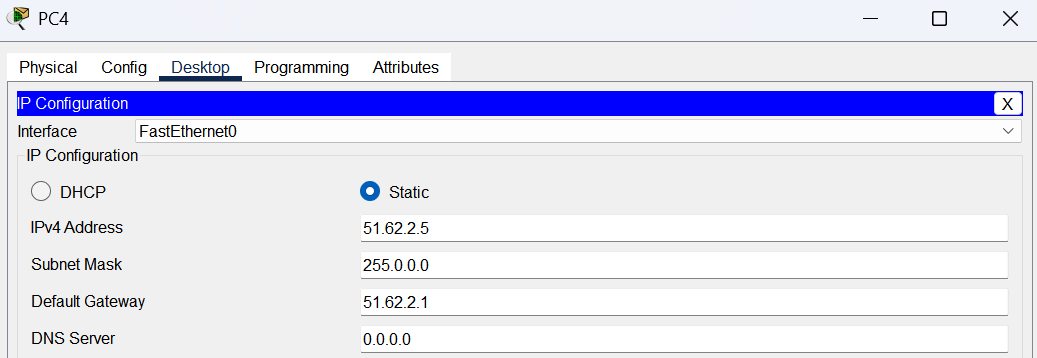 PC4
Physical Config Desktop Programming Attributes
IP Configuration X
Interface FastEthernet0
IP Configuration
DHCP Static
IPv4 Address 51.62.2.5
Subnet Mask 255.0.0.0
Default Gateway 51.62.2.1
DNS Server 0.0.0.0